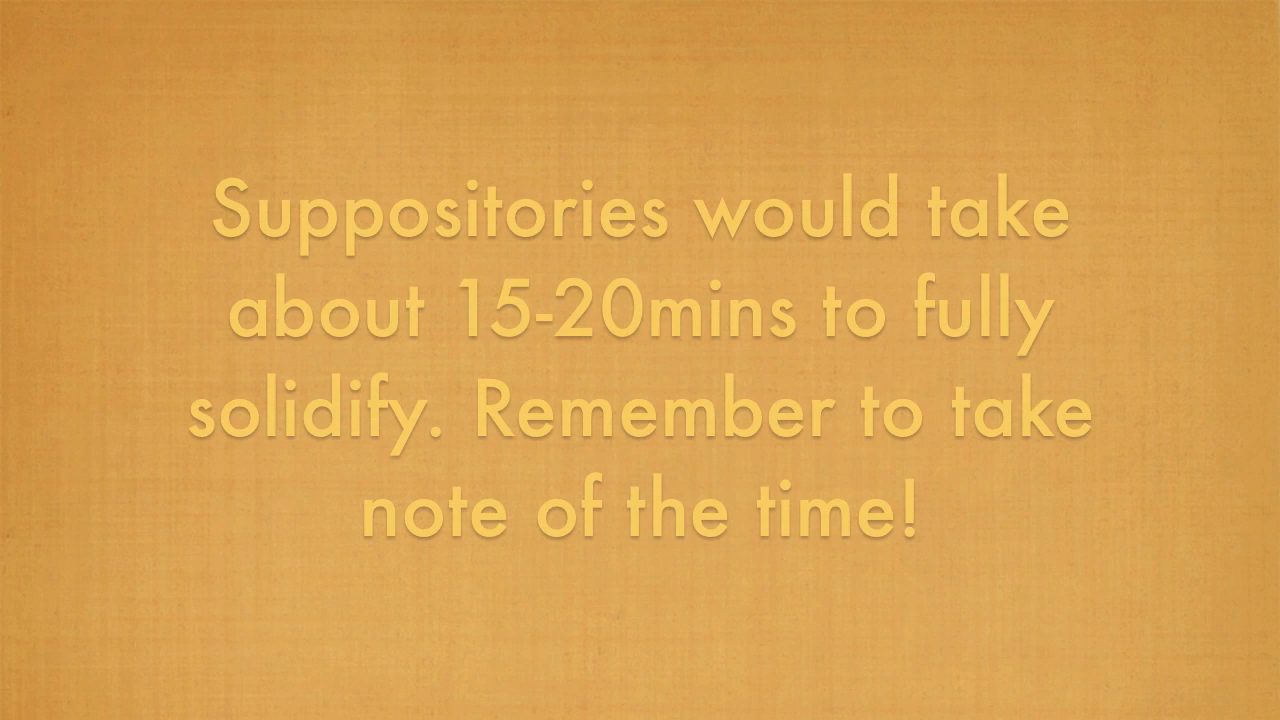 Suppositories would take
about 15-20mins to fully
solidify. Remember to take
note of the time!